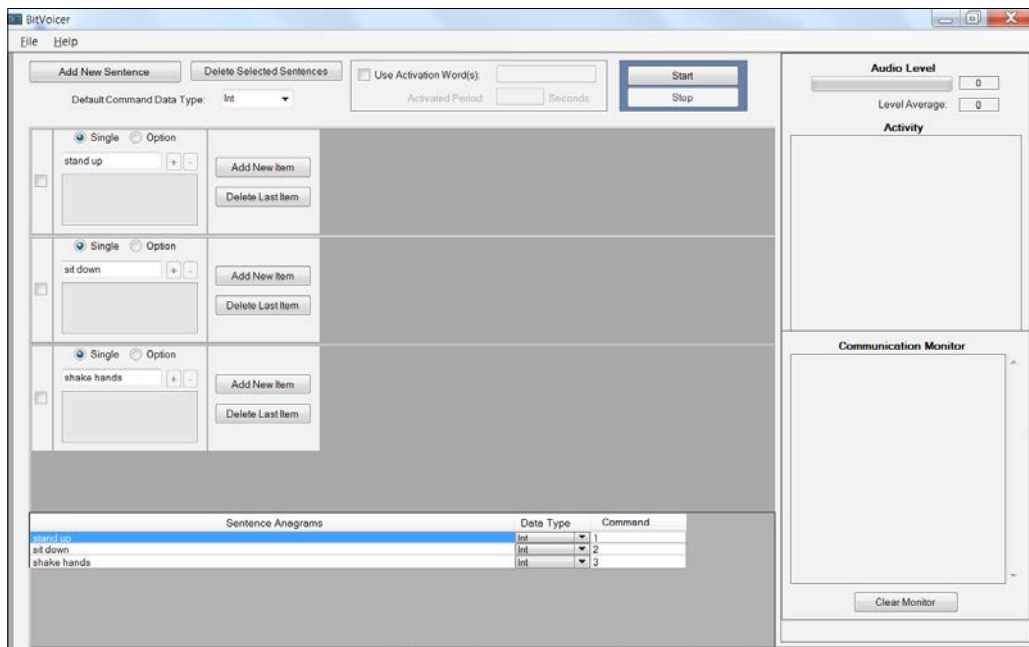 BitVoicer
File Help
Add New Sentence Delete Selected Sentences
Default Command Data Type: Int
Use Activation Word(s):
Activated Period: Seconds
Start
Stop
Audio Level
0
Level Average: 0
Activity
Single Option
stand up + -
Add New Item
Delete Last Item
Single Option
sit down + -
Add New Item
Delete Last Item
Single Option
shake hands + -
Add New Item
Delete Last Item
Communication Monitor
Clear Monitor
Sentence Anagrams Data Type Command
stand up Int 1
sit down Int 2
shake hands Int 3